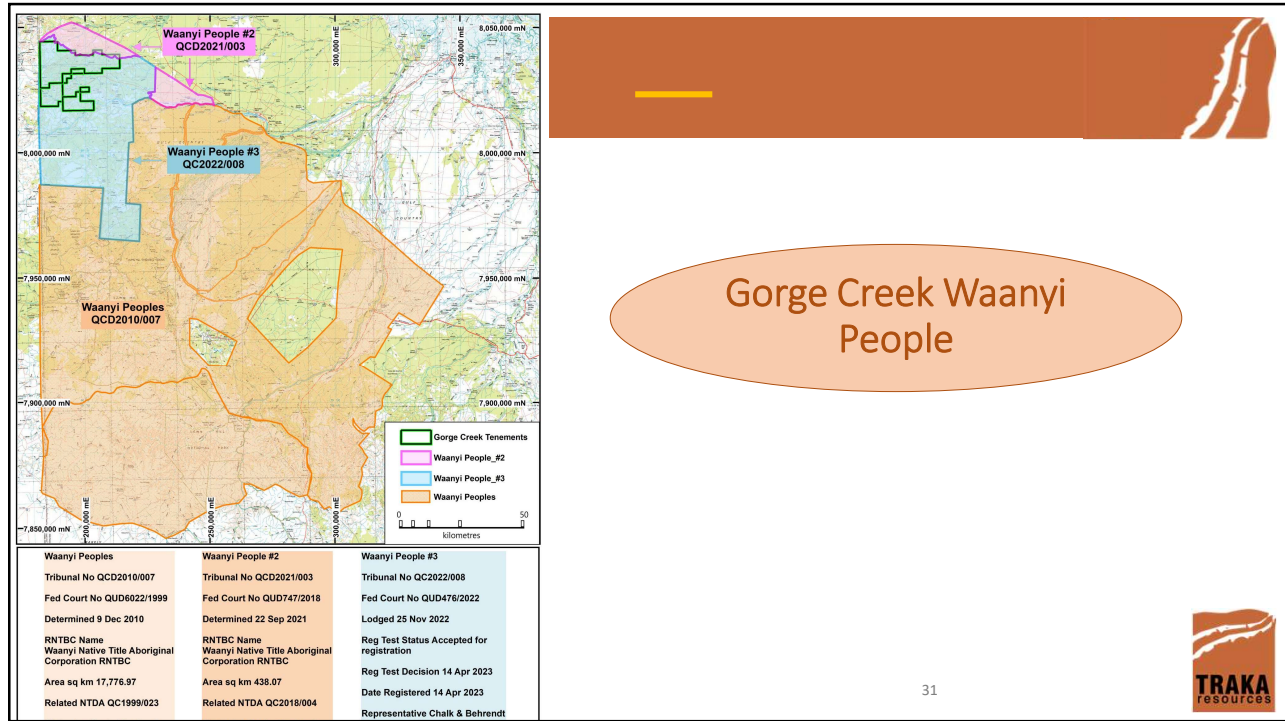 Waanyi People #2
QCD2021/003
8,050,000 mN
300,000 mE
350,000 mE
Waanyi People #3
QC2022/008
8,000,000 mN
8,000,000 mN
GULF COUNTRY
7,950,000 mN
7,950,000 mN
Waanyi Peoples
QCD2010/007
7,900,000 mN
7,900,000 mN
7,850,000 mN
200,000 mE
250,000 mE
300,000 mE
Gorge Creek Tenements
Waanyi People_#2
Waanyi People_#3
Waanyi Peoples
0 50
kilometres
Waanyi Peoples
Tribunal No QCD2010/007
Fed Court No QUD6022/1999
Determined 9 Dec 2010
RNTBC Name
Waanyi Native Title Aboriginal
Corporation RNTBC
Area sq km 17,776.97
Related NTDA QC1999/023
Waanyi People #2
Tribunal No QCD2021/003
Fed Court No QUD747/2018
Determined 22 Sep 2021
RNTBC Name
Waanyi Native Title Aboriginal
Corporation RNTBC
Area sq km 438.07
Related NTDA QC2018/004
Waanyi People #3
Tribunal No QC2022/008
Fed Court No QUD476/2022
Lodged 25 Nov 2022
Reg Test Status Accepted for
registration
Reg Test Decision 14 Apr 2023
Date Registered 14 Apr 2023
Representative Chalk & Behrendt
Gorge Creek Waanyi
People
31
TRAKA
resources